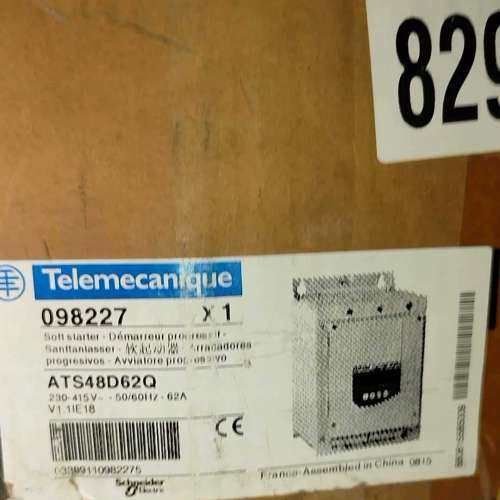 829
Telemecanique
098227 X 1
Soft starter - Démarreur progressif -
Sanftanlasser - 软起动器 - Arrancadores
progresivos - Avviatore progressivo
ATS48D62Q
230-415V~ - 50/60Hz - 62A
V1.1IE18
CE
03389110982275
Schneider
Electric
France-Assembled in China 0815